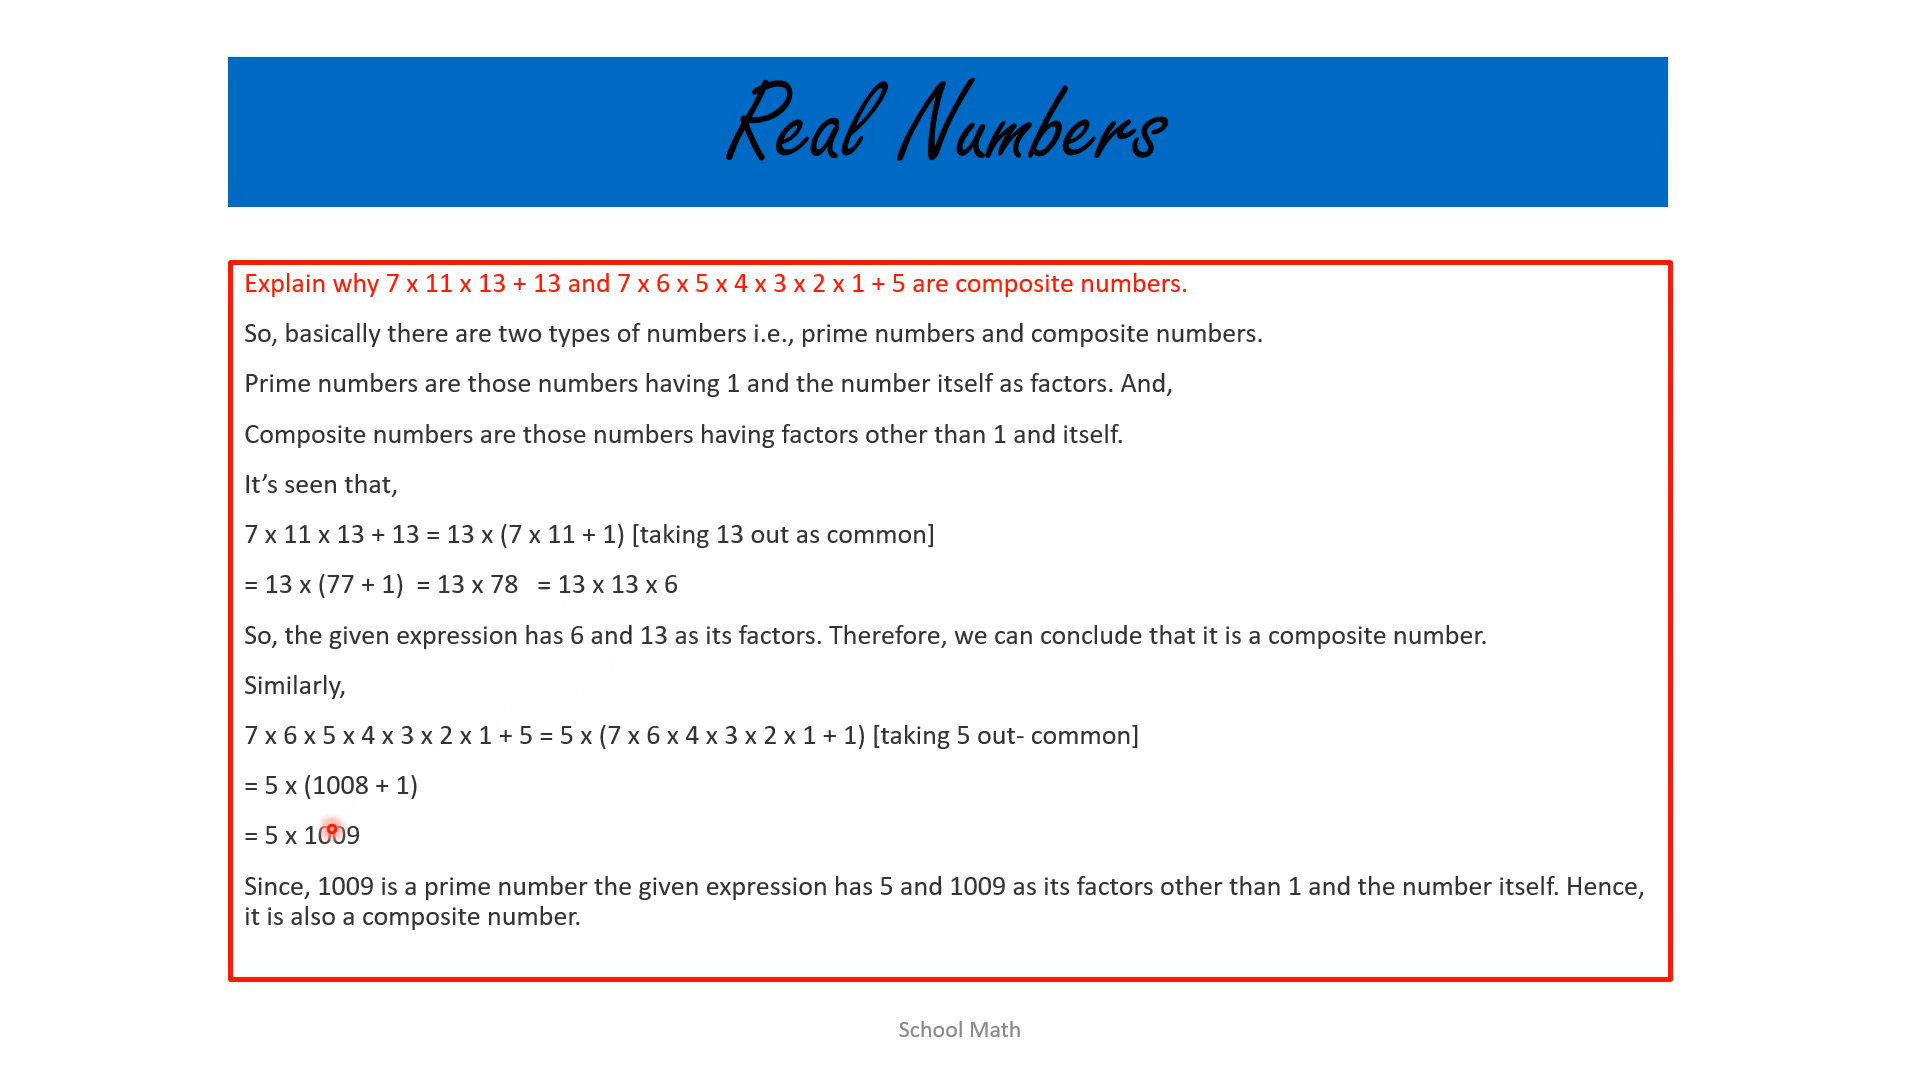 Real Numbers
Explain why 7 x 11 x 13 + 13 and 7 x 6 x 5 x 4 x 3 x 2 x 1 + 5 are composite numbers.
So, basically there are two types of numbers i.e., prime numbers and composite numbers.
Prime numbers are those numbers having 1 and the number itself as factors. And,
Composite numbers are those numbers having factors other than 1 and itself.
It’s seen that,
7 x 11 x 13 + 13 = 13 x (7 x 11 + 1) [taking 13 out as common]
= 13 x (77 + 1)  = 13 x 78   = 13 x 13 x 6
So, the given expression has 6 and 13 as its factors. Therefore, we can conclude that it is a composite number.
Similarly,
7 x 6 x 5 x 4 x 3 x 2 x 1 + 5 = 5 x (7 x 6 x 4 x 3 x 2 x 1 + 1) [taking 5 out- common]
= 5 x (1008 + 1)
= 5 x 1009
Since, 1009 is a prime number the given expression has 5 and 1009 as its factors other than 1 and the number itself. Hence,
it is also a composite number.
School Math